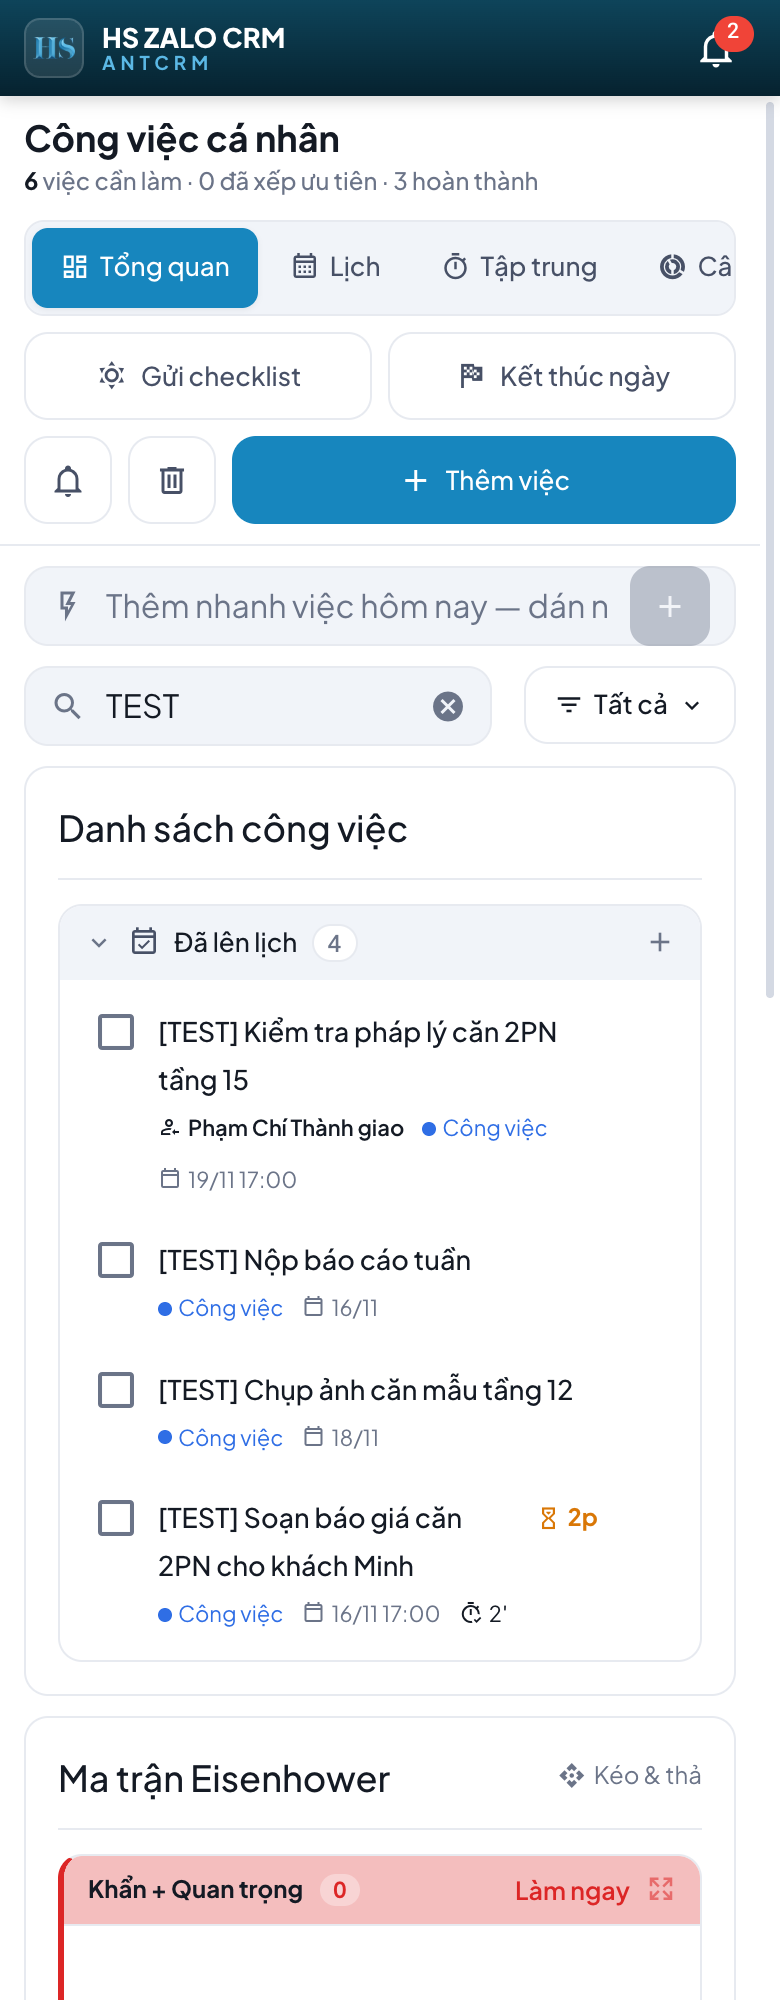 HS
HS ZALO CRM
ANTCRM
2
Công việc cá nhân
6 việc cần làm · 0 đã xếp ưu tiên · 3 hoàn thành
Tổng quan
Lịch
Tập trung
Câ
Gửi checklist
Kết thúc ngày
+ Thêm việc
Thêm nhanh việc hôm nay — dán n
+
TEST
Tất cả
Danh sách công việc
Đã lên lịch 4 +
[TEST] Kiểm tra pháp lý căn 2PN
tầng 15
Phạm Chí Thành giao • Công việc
19/11 17:00
[TEST] Nộp báo cáo tuần
• Công việc 16/11
[TEST] Chụp ảnh căn mẫu tầng 12
• Công việc 18/11
[TEST] Soạn báo giá căn 2p
2PN cho khách Minh
• Công việc 16/11 17:00 2'
Ma trận Eisenhower
Kéo & thả
Khẩn + Quan trọng 0
Làm ngay